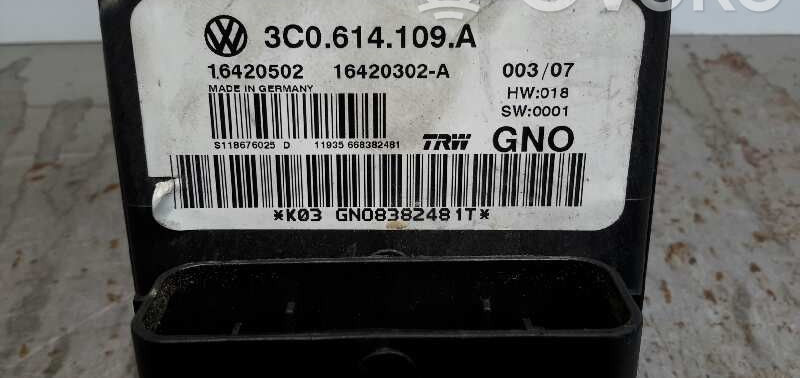 3C0.614.109.A
16420502 16420302-A 003/07
MADE IN GERMANY HW:018
SW:0001
S118676025 D 11935 668382481 TRW GNO
*K03 GNO8382481T*